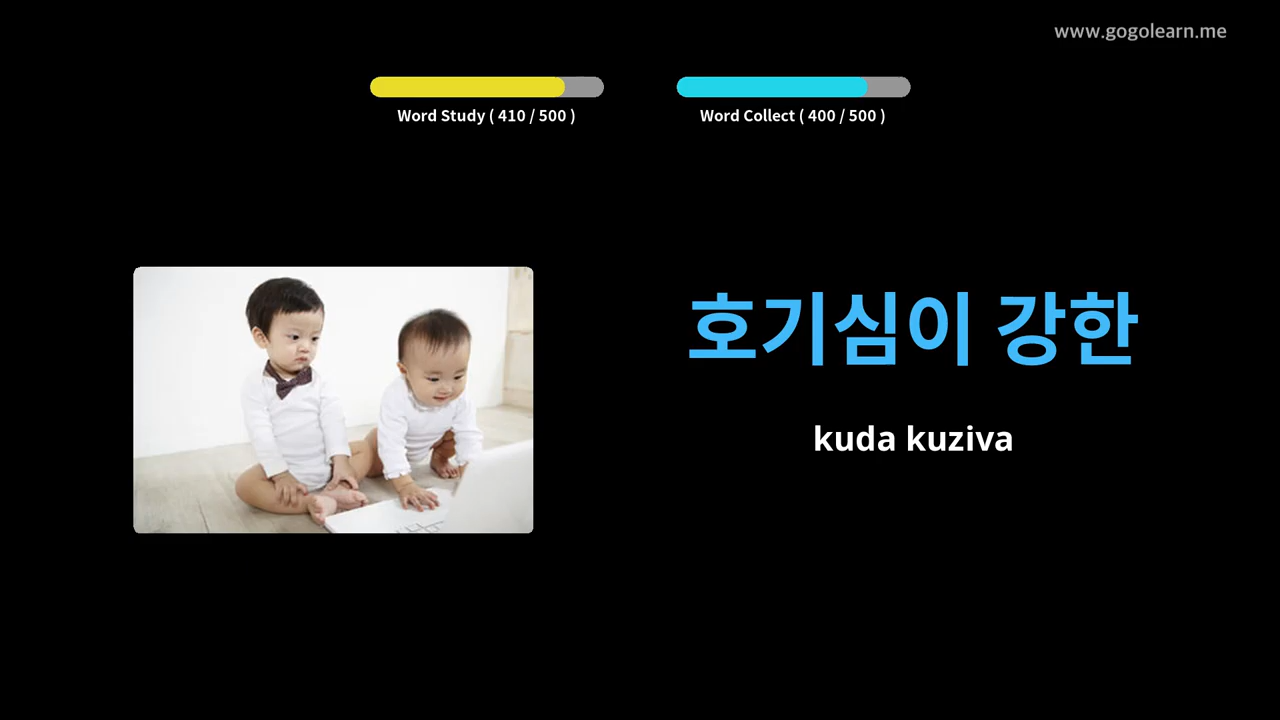 www.gogolearn.me
Word Study ( 410 / 500 )
Word Collect ( 400 / 500 )
호기심이 강한
kuda kuziva